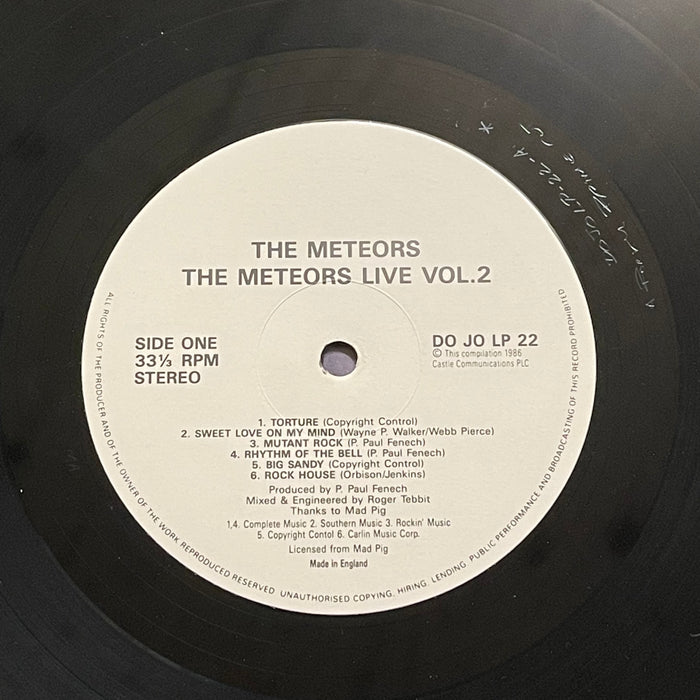 THE METEORS
THE METEORS LIVE VOL.2
SIDE ONE
33⅓ RPM
STEREO
DO JO LP 22
© This compilation 1986
Castle Communications PLC
1. TORTURE (Copyright Control)
2. SWEET LOVE ON MY MIND (Wayne P. Walker/Webb Pierce)
3. MUTANT ROCK (P. Paul Fenech)
4. RHYTHM OF THE BELL (P. Paul Fenech)
5. BIG SANDY (Copyright Control)
6. ROCK HOUSE (Orbison/Jenkins)
Produced by P. Paul Fenech
Mixed & Engineered by Roger Tebbit
Thanks to Mad Pig
1,4. Complete Music 2. Southern Music 3. Rockin' Music
5. Copyright Contol 6. Carlin Music Corp.
Licensed from Mad Pig
Made in England
ALL RIGHTS OF THE PRODUCER AND OF THE OWNER OF THE WORK REPRODUCED RESERVED. UNAUTHORISED COPYING, HIRING, LENDING, PUBLIC PERFORMANCE AND BROADCASTING OF THIS RECORD PROHIBITED
DOJO LP-22-A